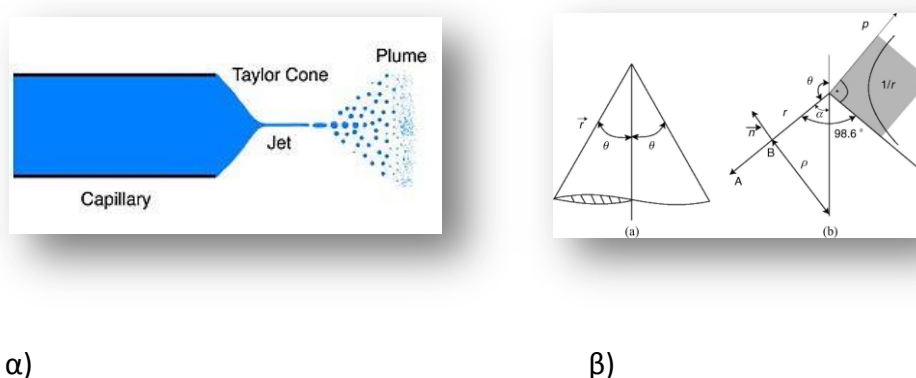 Plume
Taylor Cone
Jet
Capillary
r
θ
θ
(a)
p
θ
1/r
r
α
98.6°
n
B
A
ρ
(b)
α)
β)